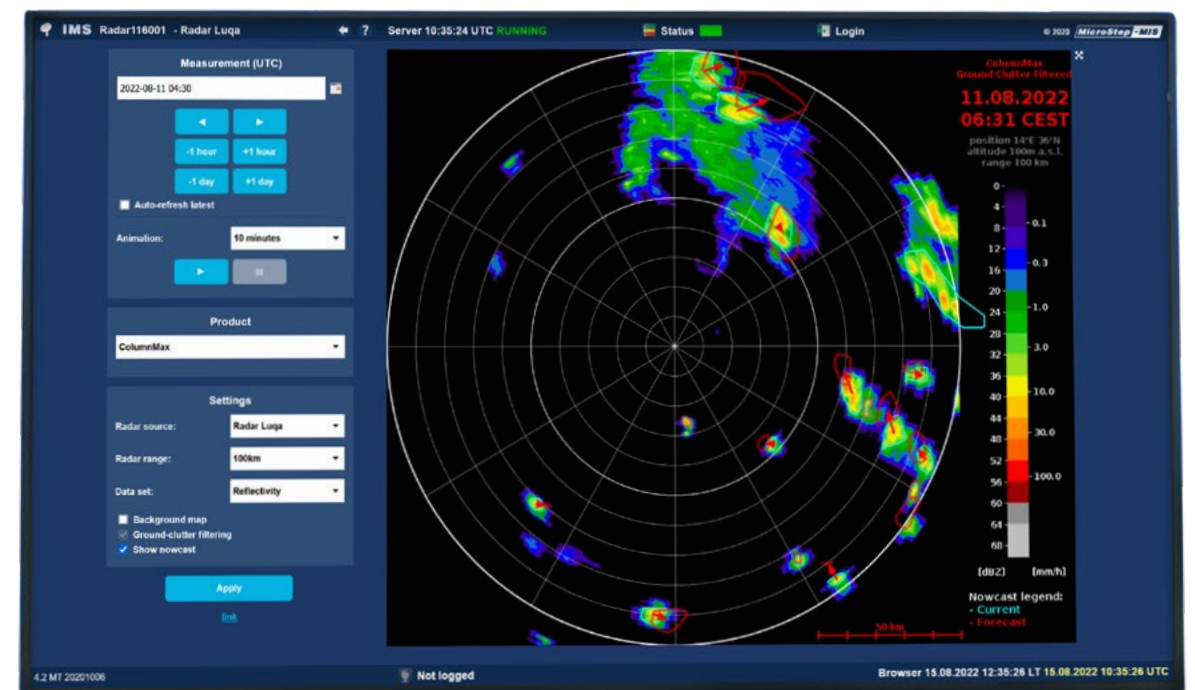 IMS Radar116001 - Radar Luqa
? Server 10:35:24 UTC RUNNING
Status
Login
© 2020 MicroStep-MIS
Measurement (UTC)
2022-08-11 04:30
-1 hour +1 hour
-1 day +1 day
Auto-refresh latest
Animation: 10 minutes
Product
ColumnMax
Settings
Radar source: Radar Luqa
Radar range: 100km
Data set: Reflectivity
Background map
Ground-clutter filtering
Show nowcast
Apply
link
ColumnMax
Ground Clutter Filtered
11.08.2022
06:31 CEST
position 14°E 36°N
altitude 100m a.s.l.
range 100 km
0
4
8 0.1
12
16 0.3
20
24 1.0
28
32 3.0
36
40 10.0
44
48 30.0
52
56 100.0
60
64
68
[dBZ] [mm/h]
Nowcast legend:
- Current
- Forecast
50 km
4.2 MT 20201006
Not logged
Browser 15.08.2022 12:35:26 LT 15.08.2022 10:35:26 UTC